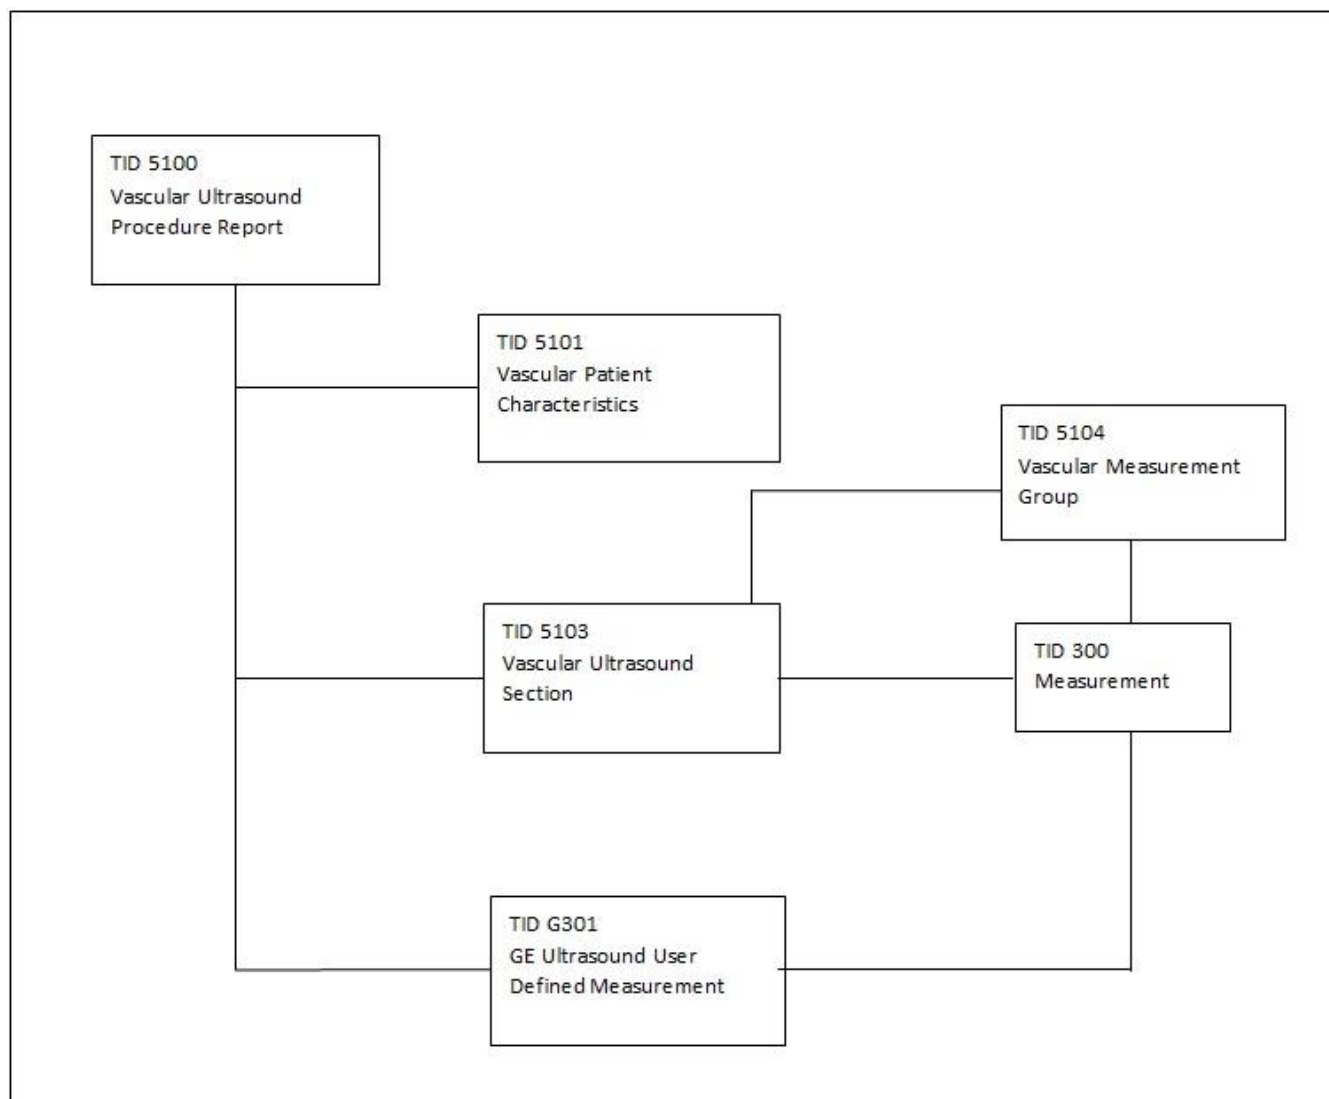 TID 5100
Vascular Ultrasound
Procedure Report
TID 5101
Vascular Patient
Characteristics
TID 5104
Vascular Measurement
Group
TID 5103
Vascular Ultrasound
Section
TID 300
Measurement
TID G301
GE Ultrasound User
Defined Measurement